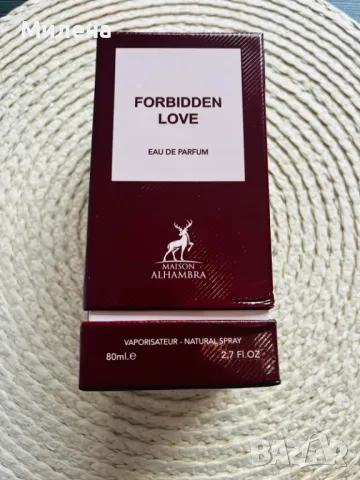 Милена
FORBIDDEN
LOVE
EAU DE PARFUM
MAISON
ALHAMBRA
VAPORISATEUR - NATURAL SPRAY
80ml.e 2,7 Fl.OZ
BAZAR